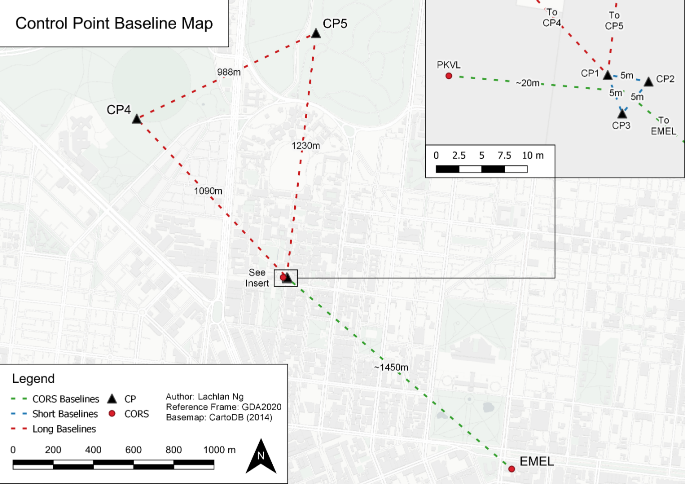 Control Point Baseline Map
CP5
988m
CP4
1230m
1090m
See
Insert
~1450m
EMEL
To
CP4
To
CP5
PKVL
CP1
5m
CP2
~20m
5m
5m
CP3
To
EMEL
0 2.5 5 7.5 10 m
Legend
CORS Baselines
CP
Short Baselines
CORS
Long Baselines
Author: Lachlan Ng
Reference Frame: GDA2020
Basemap: CartoDB (2014)
0 200 400 600 800 1000 m
N